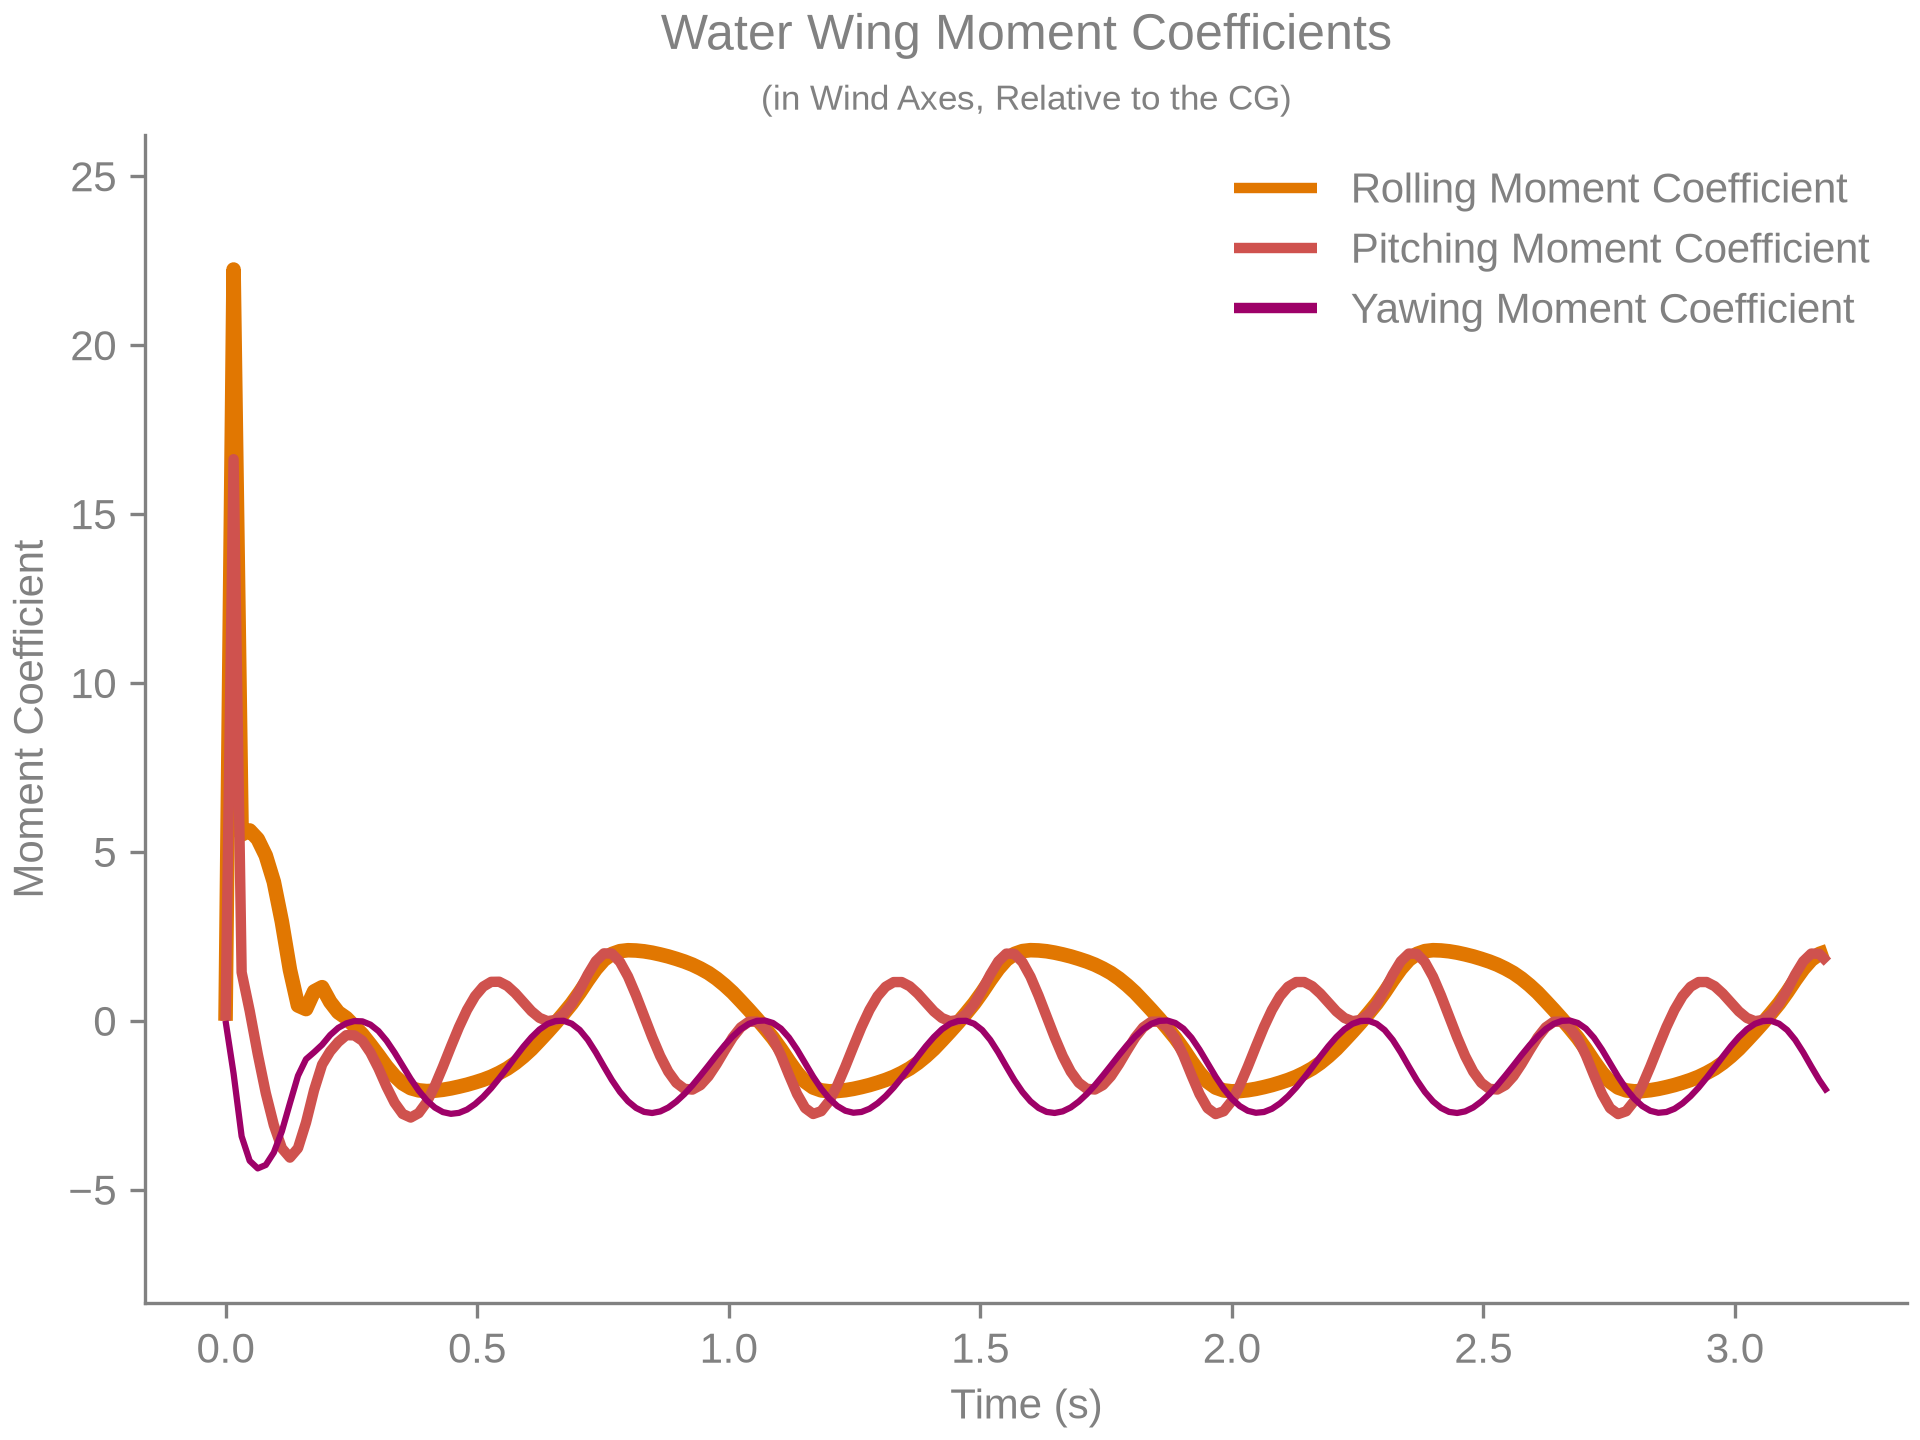 Water Wing Moment Coefficients
(in Wind Axes, Relative to the CG)
Rolling Moment Coefficient
Pitching Moment Coefficient
Yawing Moment Coefficient
Moment Coefficient
25
20
15
10
5
0
−5
0.0 0.5 1.0 1.5 2.0 2.5 3.0
Time (s)